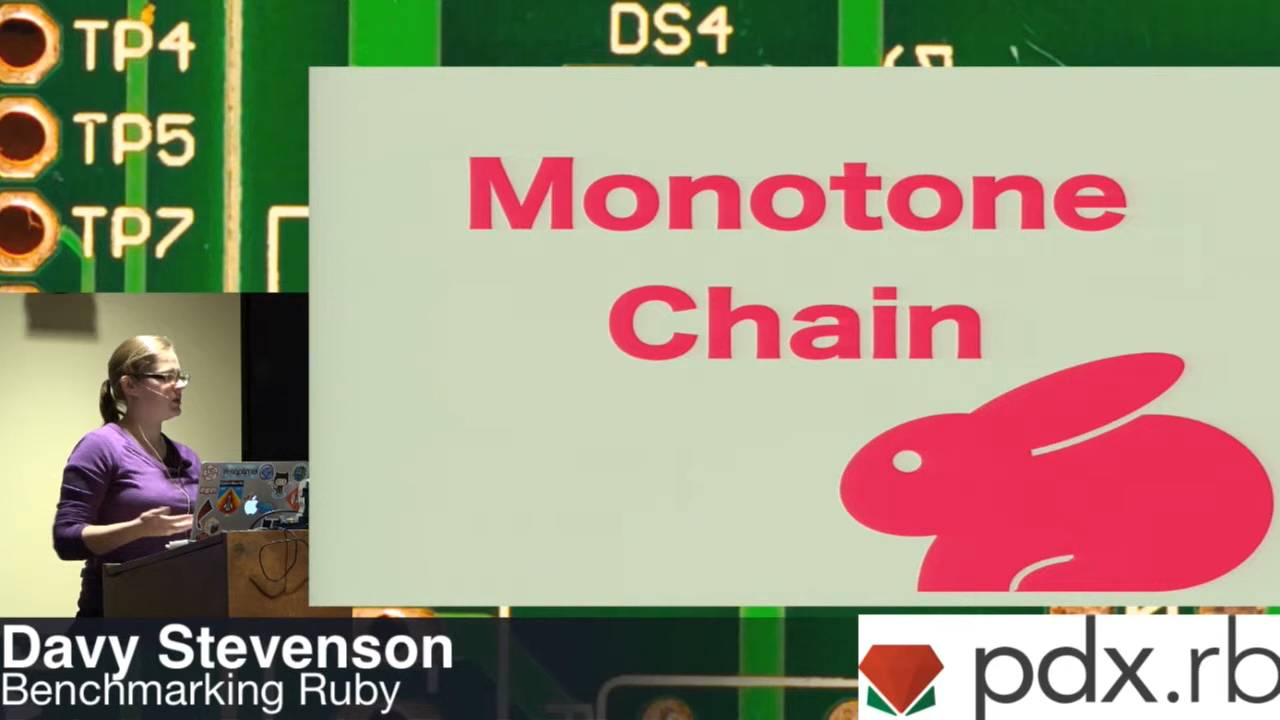 TP4
DS4
TP5
TP7
Monotone
Chain
Davy Stevenson
Benchmarking Ruby
pdx.rb